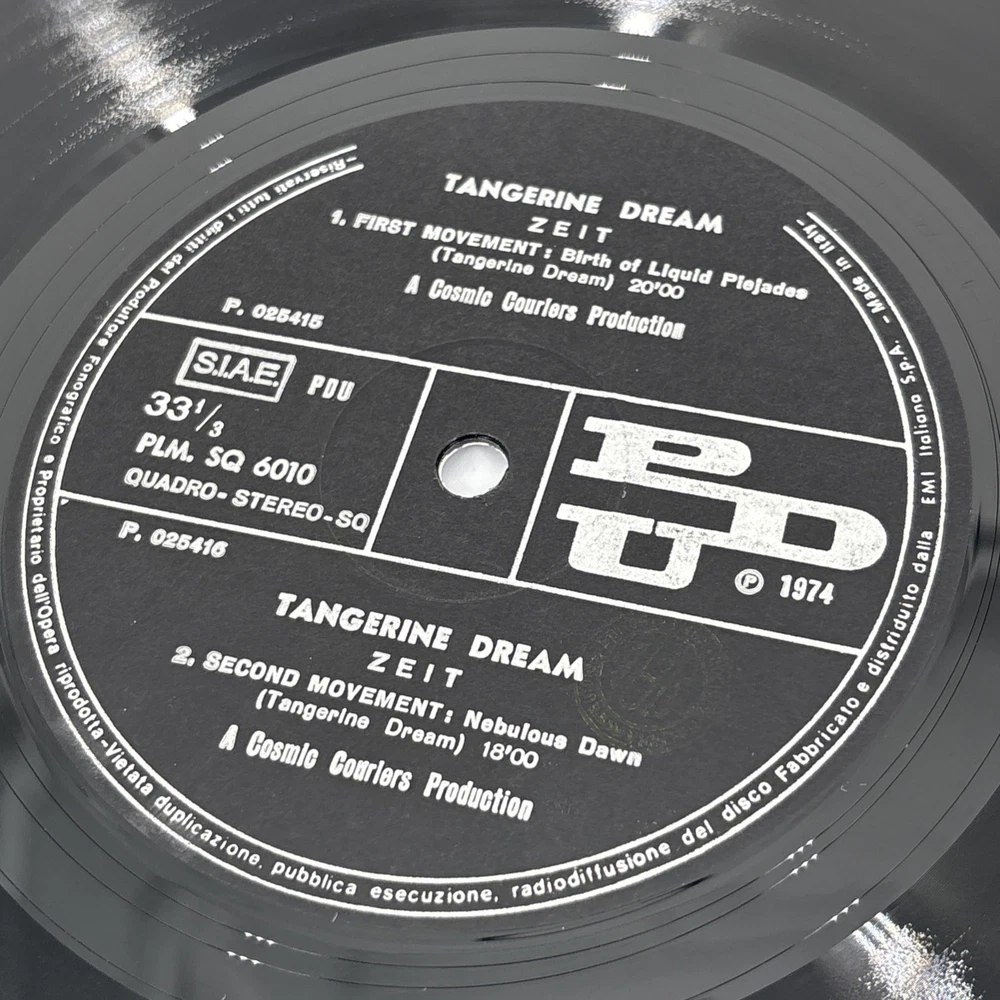 TANGERINE DREAM
ZEIT
1. FIRST MOVEMENT: Birth of Liquid Plejades
(Tangerine Dream) 20'00
A Cosmic Couriers Production
P. 025415
S.I.A.E. PDU
33 1/3
PLM. SQ 6010
QUADRO-STEREO-SQ
PDU
℗ 1974
P. 025416
TANGERINE DREAM
ZEIT
2. SECOND MOVEMENT: Nebulous Dawn
(Tangerine Dream) 18'00
A Cosmic Couriers Production
-Riservati tutti i diritti del Produttore Fonografico e Proprietario dell'Opera riprodotta-Vietata duplicazione, pubblica esecuzione, radiodiffusione del disco Fabbricato e distribuito dalla EMI Italiana S.P.A. - Made in Italy-